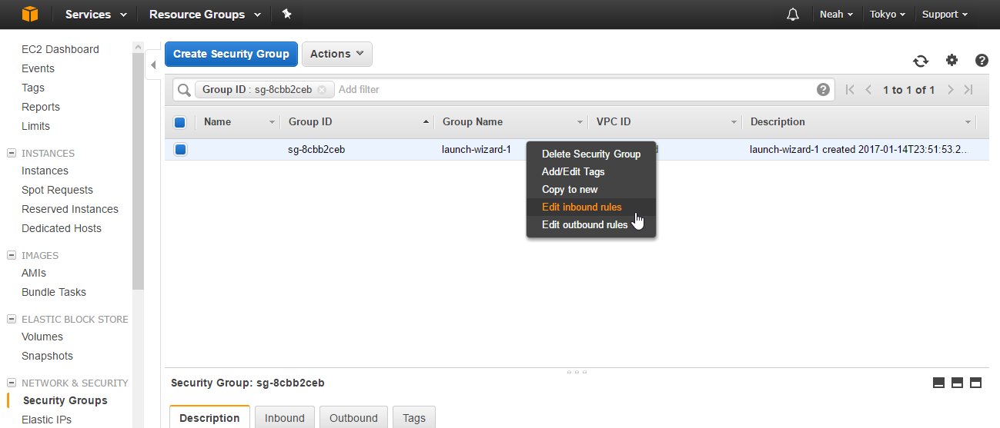 Services Resource Groups Neah Tokyo Support
EC2 Dashboard
Events
Tags
Reports
Limits
INSTANCES
Instances
Spot Requests
Reserved Instances
Dedicated Hosts
IMAGES
AMIs
Bundle Tasks
ELASTIC BLOCK STORE
Volumes
Snapshots
NETWORK & SECURITY
Security Groups
Elastic IPs
Create Security Group Actions
Group ID : sg-8cbb2ceb Add filter 1 to 1 of 1
Name Group ID Group Name VPC ID Description
sg-8cbb2ceb launch-wizard-1 launch-wizard-1 created 2017-01-14T23:51:53.2...
Delete Security Group
Add/Edit Tags
Copy to new
Edit inbound rules
Edit outbound rules
Security Group: sg-8cbb2ceb
Description Inbound Outbound Tags